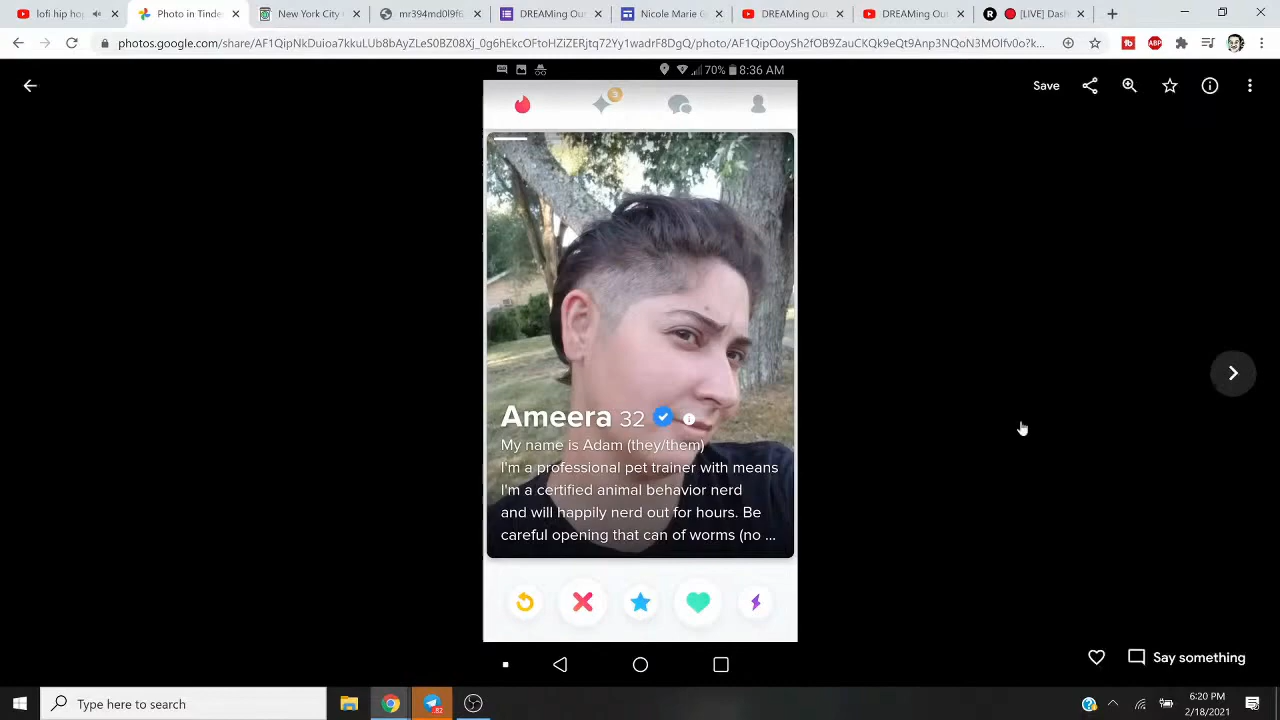 lofi hip hop
Photo in Tinde
New York City
mr394md0l9f6
DREAMing Ou
Nicole Marie G
DREAMing Ou
DREAMing Ou
[LIVE] Dash
photos.google.com/share/
Save
70% 8:36 AM
3
Ameera 32
My name is Adam (they/them)
I'm a professional pet trainer with means
I'm a certified animal behavior nerd
and will happily nerd out for hours. Be
careful opening that can of worms (no ...
Say something
Type here to search
82
6:20 PM
2/18/2021